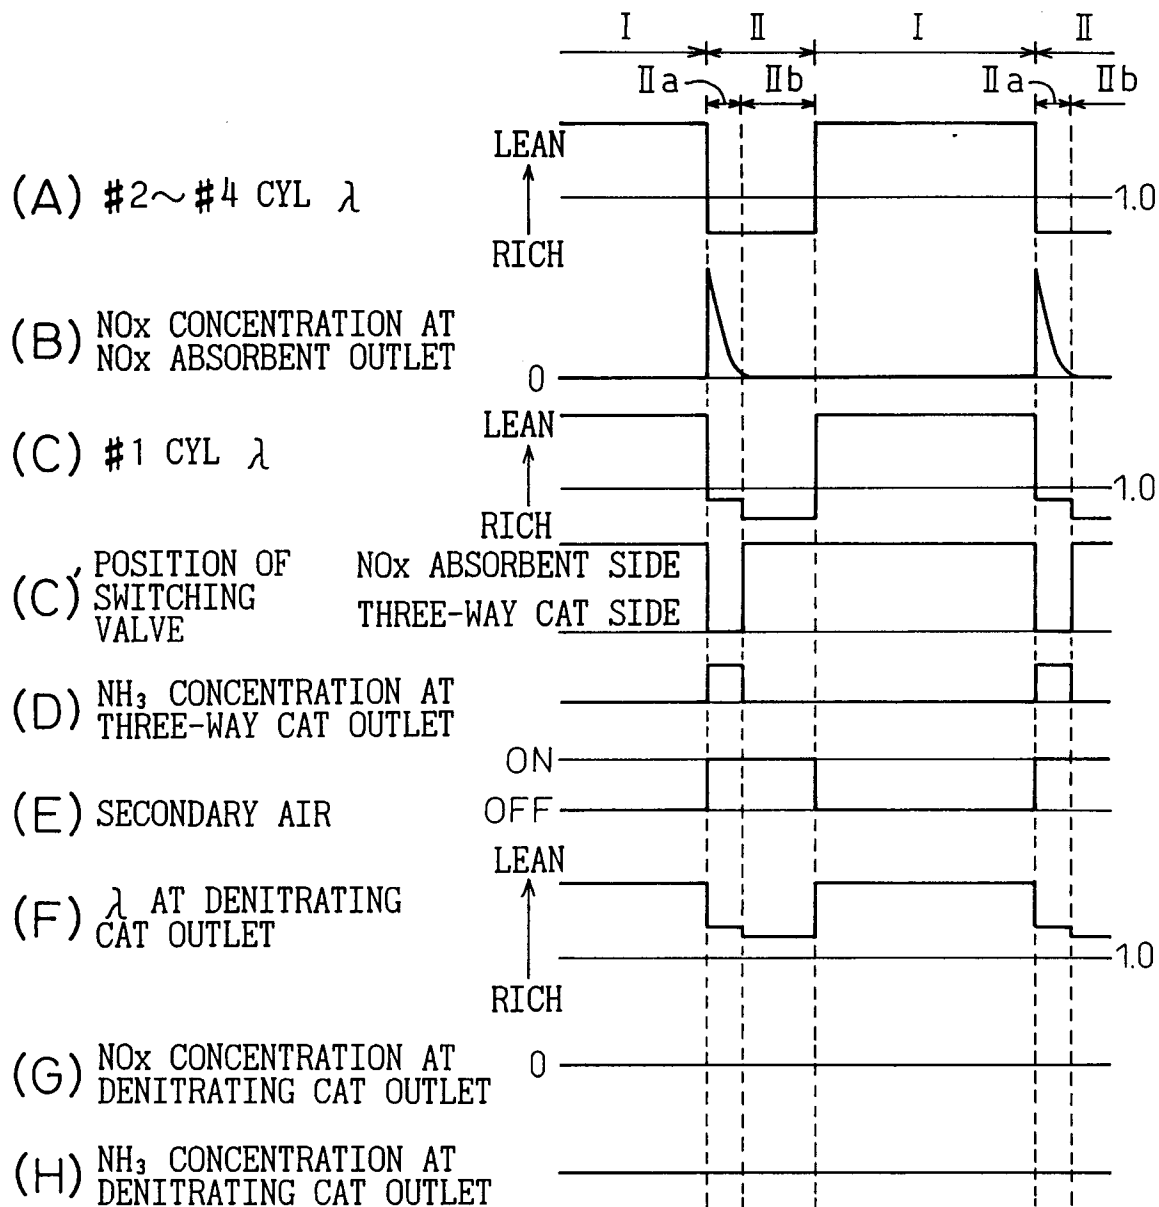 I II I II
IIa IIb IIa IIb
LEAN
(A) #2~#4 CYL λ
1.0
RICH
(B) NOx CONCENTRATION AT
NOx ABSORBENT OUTLET
0
LEAN
(C) #1 CYL λ
1.0
RICH
(C)' POSITION OF
SWITCHING
VALVE
NOx ABSORBENT SIDE
THREE-WAY CAT SIDE
(D) NH₃ CONCENTRATION AT
THREE-WAY CAT OUTLET
ON
(E) SECONDARY AIR
OFF
LEAN
(F) λ AT DENITRATING
CAT OUTLET
1.0
RICH
(G) NOx CONCENTRATION AT
DENITRATING CAT OUTLET
0
(H) NH₃ CONCENTRATION AT
DENITRATING CAT OUTLET